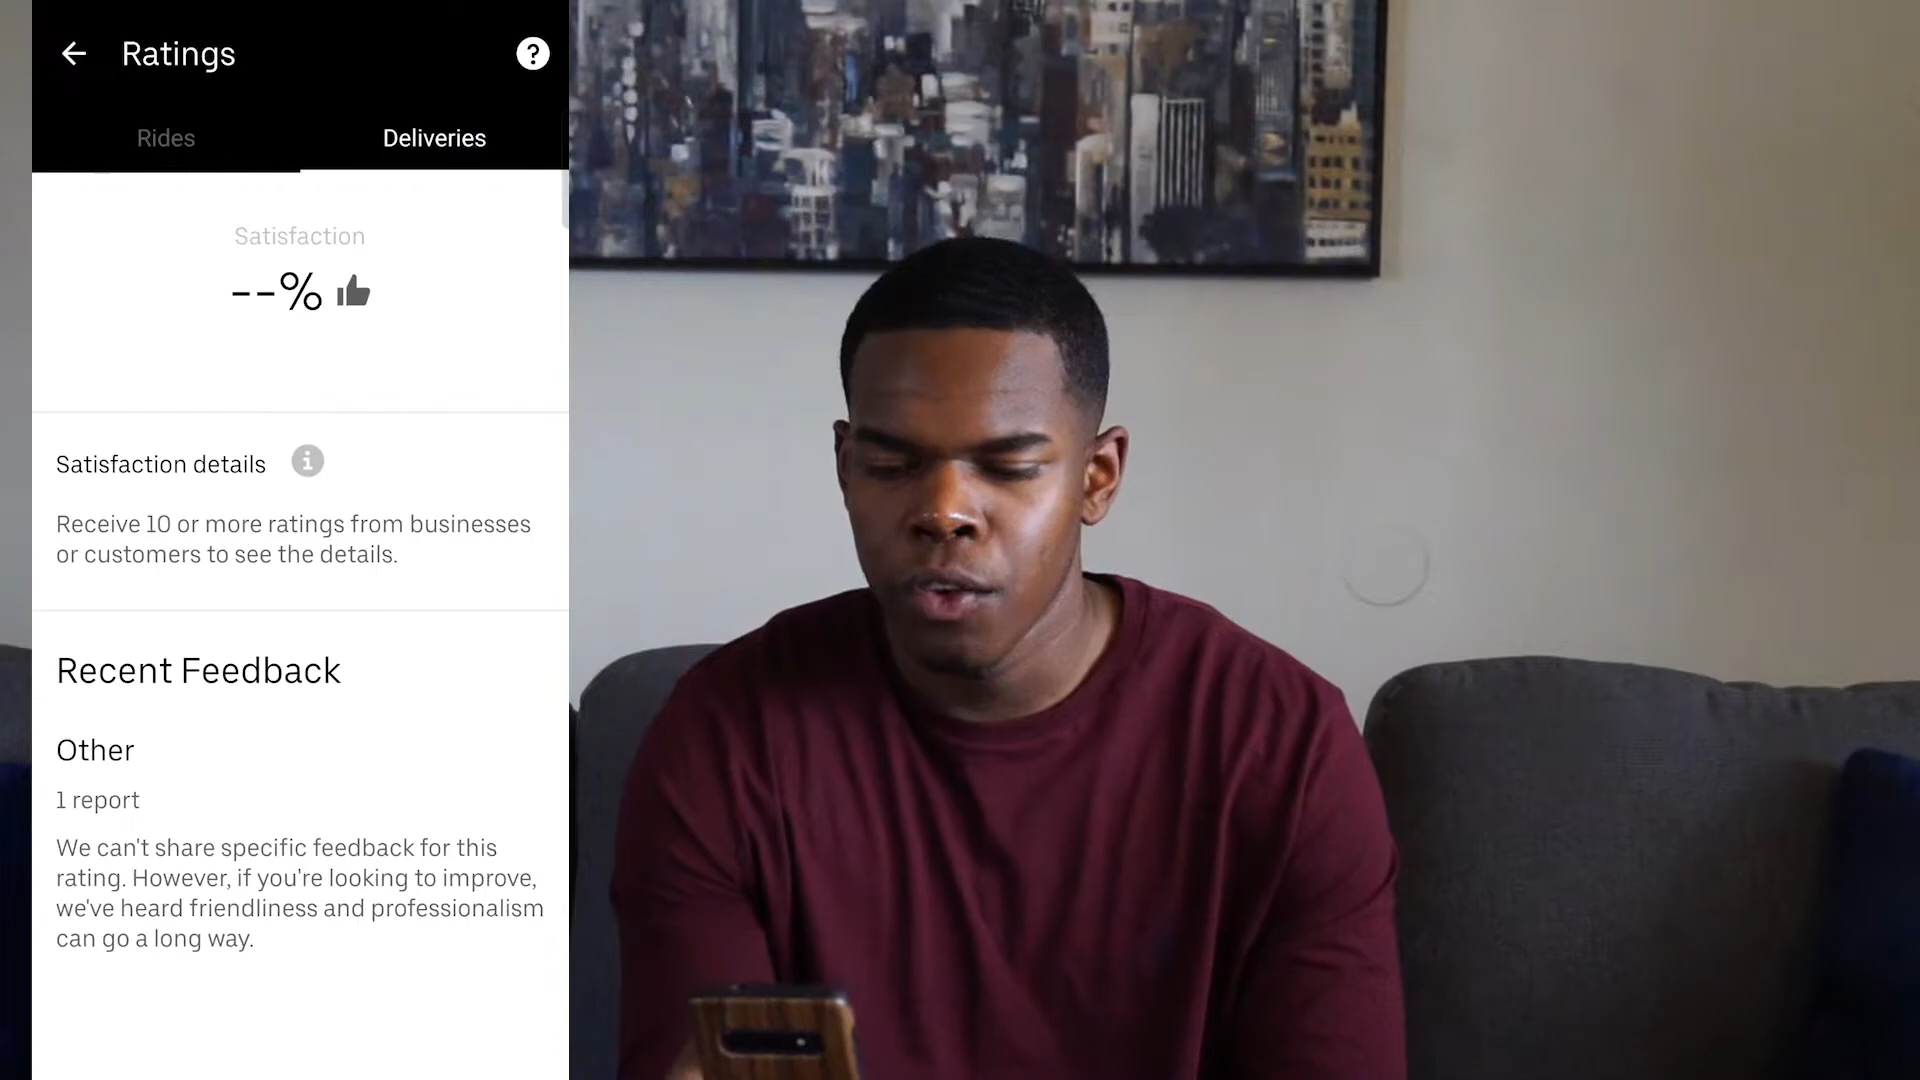 Ratings
?
Rides
Deliveries
Satisfaction
--%
Satisfaction details
Receive 10 or more ratings from businesses
or customers to see the details.
Recent Feedback
Other
1 report
We can't share specific feedback for this
rating. However, if you're looking to improve,
we've heard friendliness and professionalism
can go a long way.